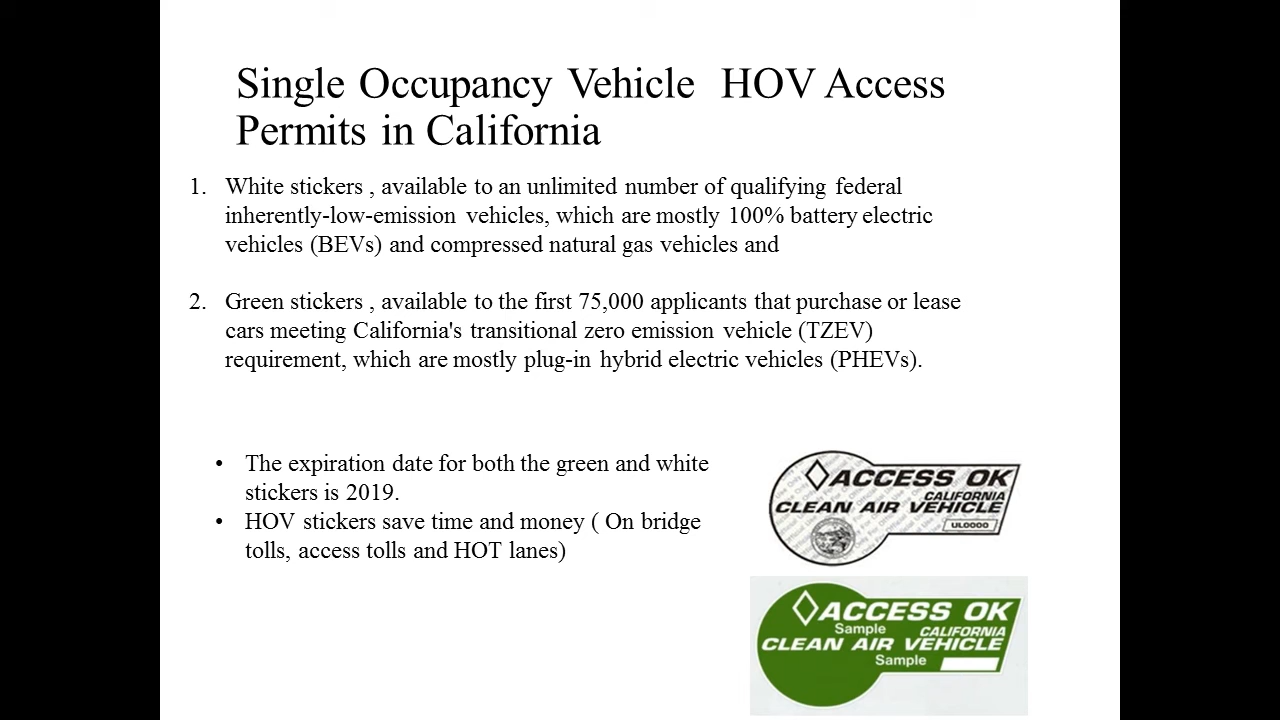 Single Occupancy Vehicle HOV Access
Permits in California
1. White stickers , available to an unlimited number of qualifying federal
inherently-low-emission vehicles, which are mostly 100% battery electric
vehicles (BEVs) and compressed natural gas vehicles and
2. Green stickers , available to the first 75,000 applicants that purchase or lease
cars meeting California's transitional zero emission vehicle (TZEV)
requirement, which are mostly plug-in hybrid electric vehicles (PHEVs).
• The expiration date for both the green and white
stickers is 2019.
• HOV stickers save time and money ( On bridge
tolls, access tolls and HOT lanes)
ACCESS OK
CALIFORNIA
CLEAN AIR VEHICLE
UL0000
ACCESS OK
Sample CALIFORNIA
CLEAN AIR VEHICLE
Sample